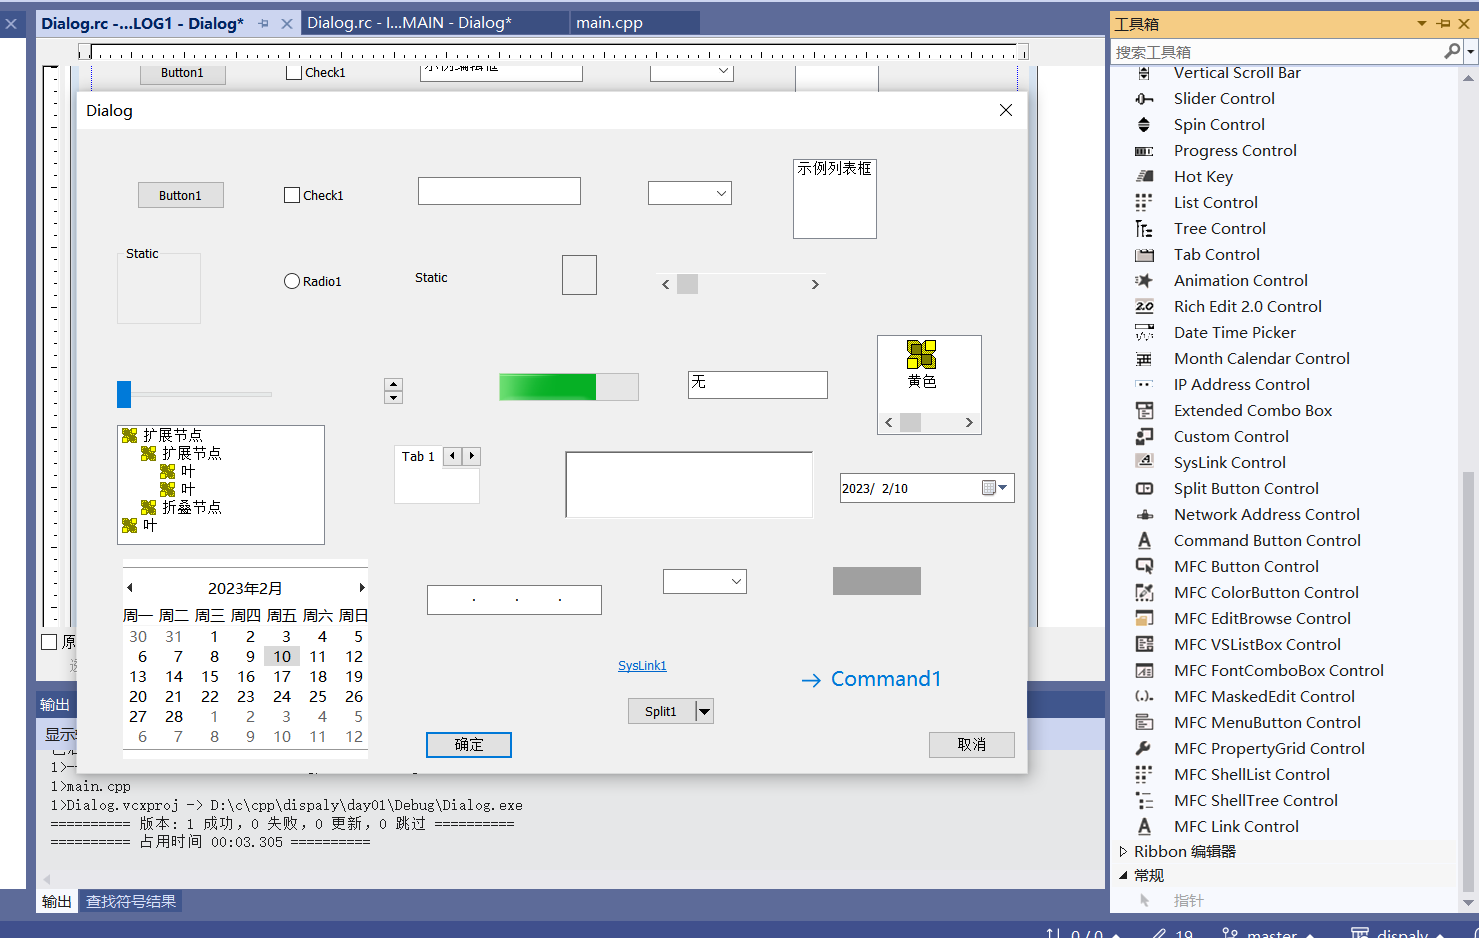 Dialog.rc -...LOG1 - Dialog*
Dialog.rc - I...MAIN - Dialog*
main.cpp
Button1
Check1
示例编辑框
Dialog
Button1
Check1
示例列表框
Static
Radio1
Static
无
黄色
扩展节点
扩展节点
叶
叶
折叠节点
叶
Tab 1
2023/ 2/10
2023年2月
周一 周二 周三 周四 周五 周六 周日
30 31 1 2 3 4 5
6 7 8 9 10 11 12
13 14 15 16 17 18 19
20 21 22 23 24 25 26
27 28 1 2 3 4 5
6 7 8 9 10 11 12
SysLink1
Command1
Split1
确定
取消
原
输出
1>main.cpp
1>Dialog.vcxproj -> D:\c\cpp\dispaly\day01\Debug\Dialog.exe
========== 版本: 1 成功，0 失败，0 更新，0 跳过 ==========
========== 占用时间 00:03.305 ==========
输出
查找符号结果
工具箱
搜索工具箱
Vertical Scroll Bar
Slider Control
Spin Control
Progress Control
Hot Key
List Control
Tree Control
Tab Control
Animation Control
Rich Edit 2.0 Control
Date Time Picker
Month Calendar Control
IP Address Control
Extended Combo Box
Custom Control
SysLink Control
Split Button Control
Network Address Control
Command Button Control
MFC Button Control
MFC ColorButton Control
MFC EditBrowse Control
MFC VSListBox Control
MFC FontComboBox Control
MFC MaskedEdit Control
MFC MenuButton Control
MFC PropertyGrid Control
MFC ShellList Control
MFC ShellTree Control
MFC Link Control
Ribbon 编辑器
常规
指针
0 / 0
19
master
dispaly